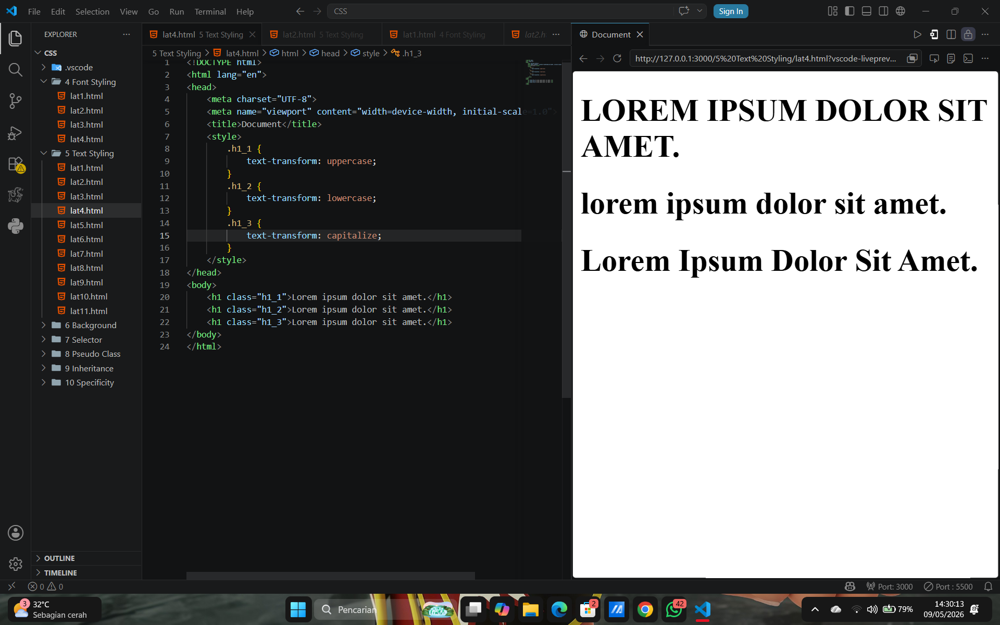 File Edit Selection View Go Run Terminal Help
CSS
Sign In
EXPLORER
CSS
.vscode
4 Font Styling
lat1.html
lat2.html
lat3.html
lat4.html
5 Text Styling
lat1.html
lat2.html
lat3.html
lat4.html
lat5.html
lat6.html
lat7.html
lat8.html
lat9.html
lat10.html
lat11.html
6 Background
7 Selector
8 Pseudo Class
9 Inheritance
10 Specificity
OUTLINE
TIMELINE
lat4.html 5 Text Styling lat2.html 5 Text Styling lat1.html 4 Font Styling lat2.h
5 Text Styling > lat4.html > html > head > style > .h1_3
1 <!DOCTYPE html>
2 <html lang="en">
3 <head>
4 <meta charset="UTF-8">
5 <meta name="viewport" content="width=device-width, initial-scale=1.0">
6 <title>Document</title>
7 <style>
8 .h1_1 {
9 text-transform: uppercase;
10 }
11 .h1_2 {
12 text-transform: lowercase;
13 }
14 .h1_3 {
15 text-transform: capitalize;
16 }
17 </style>
18 </head>
19 <body>
20 <h1 class="h1_1">Lorem ipsum dolor sit amet.</h1>
21 <h1 class="h1_2">Lorem ipsum dolor sit amet.</h1>
22 <h1 class="h1_3">Lorem ipsum dolor sit amet.</h1>
23 </body>
24 </html>
Document
http://127.0.0.1:3000/5%20Text%20Styling/lat4.html?vscode-liveprev...
LOREM IPSUM DOLOR SIT
AMET.
lorem ipsum dolor sit amet.
Lorem Ipsum Dolor Sit Amet.
0 0
Port: 3000 Port : 5500
3
32°C
Sebagian cerah
Pencarian
2
42
79%
14:30:13
09/05/2026